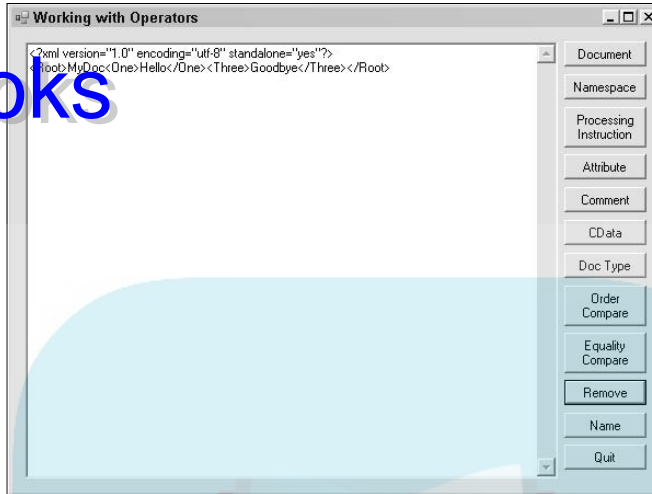 Working with Operators
<?xml version="1.0" encoding="utf-8" standalone="yes"?>
<Root>MyDoc<One>Hello</One><Three>Goodbye</Three></Root>
oks
Document
Namespace
Processing
Instruction
Attribute
Comment
CData
Doc Type
Order
Compare
Equality
Compare
Remove
Name
Quit